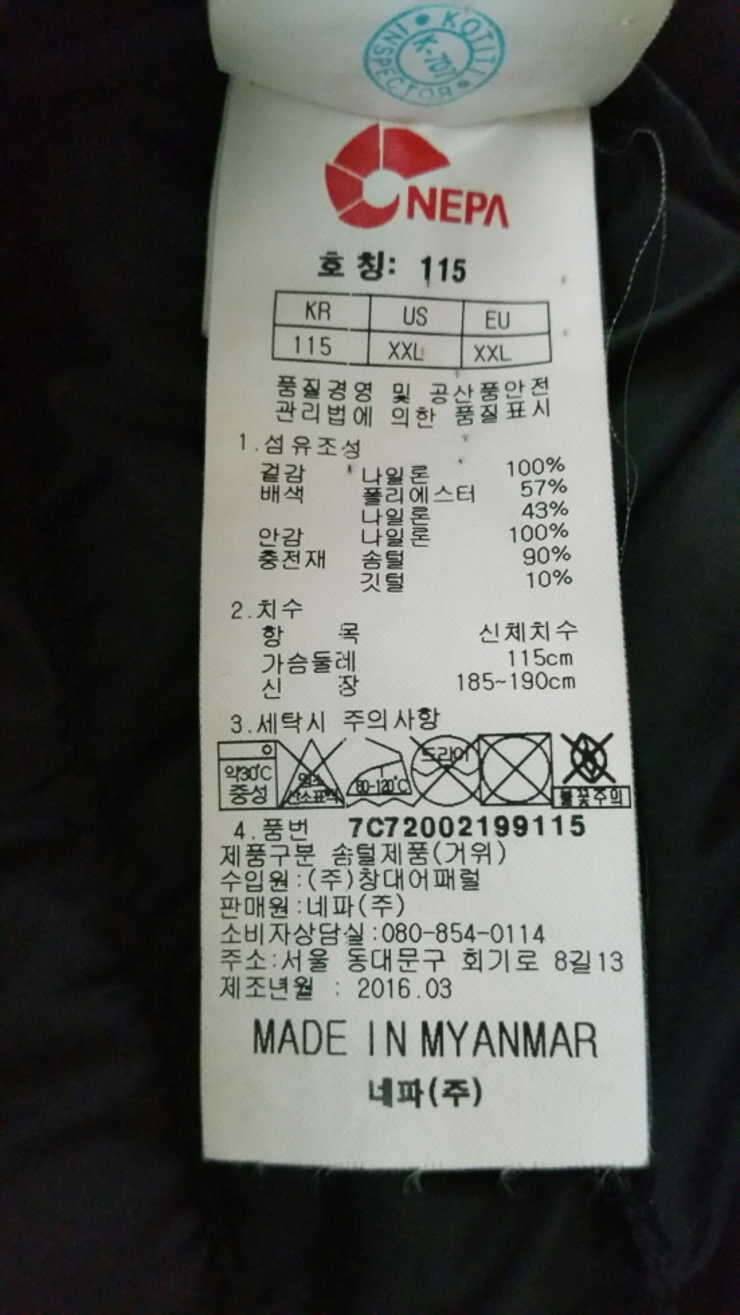 KOTITI
INSPECTOR
NEPA
호 칭: 115
KR US EU
115 XXL XXL
품질경영 및 공산품안전
관리법에 의한 품질표시
1.섬유조성
겉감 나일론 100%
배색 폴리에스터 57%
나일론 43%
안감 나일론 100%
충전재 솜털 90%
깃털 10%
2.치수
항 목 신체치수
가슴둘레 115cm
신 장 185~190cm
3.세탁시 주의사항
약30℃ 중성 염소 산소표백 80-120℃ 드라이 불꽃주의
4.품번 7C72002199115
제품구분 솜털제품(거위)
수입원:(주)창대어패럴
판매원:네파(주)
소비자상담실:080-854-0114
주소:서울 동대문구 회기로 8길13
제조년월 : 2016.03
MADE IN MYANMAR
네파(주)